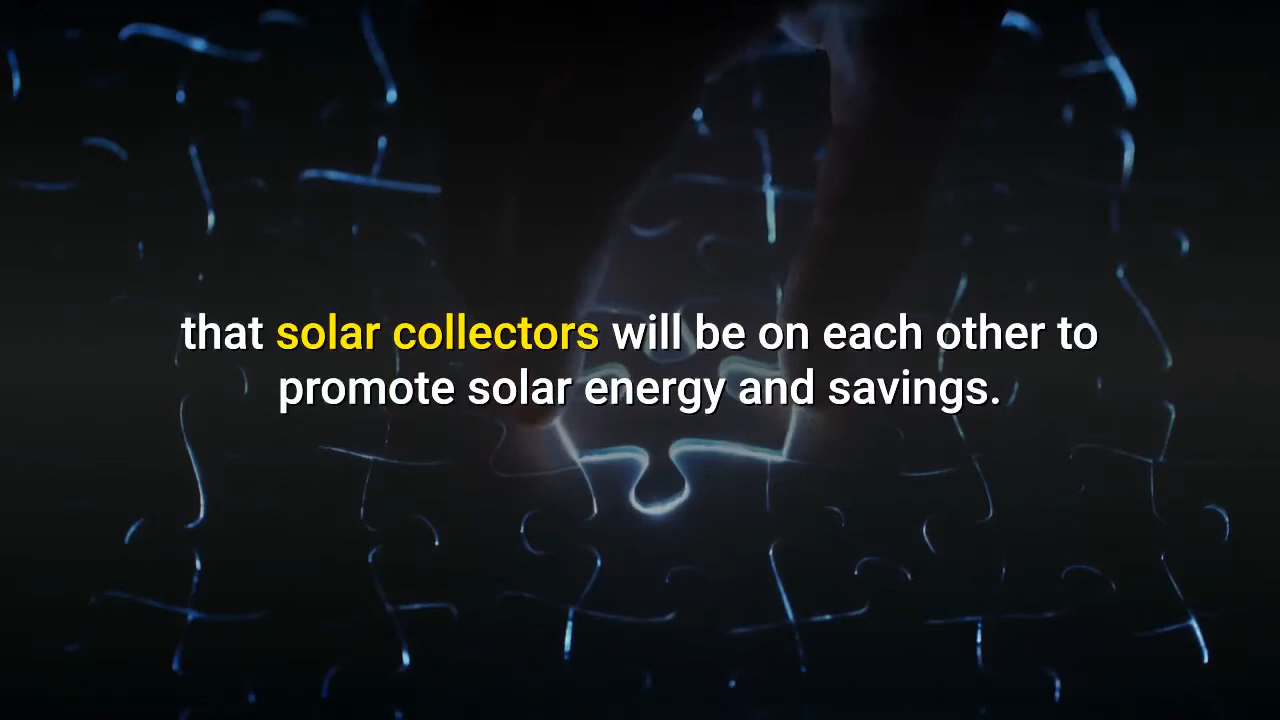 that solar collectors will be on each other to
promote solar energy and savings.